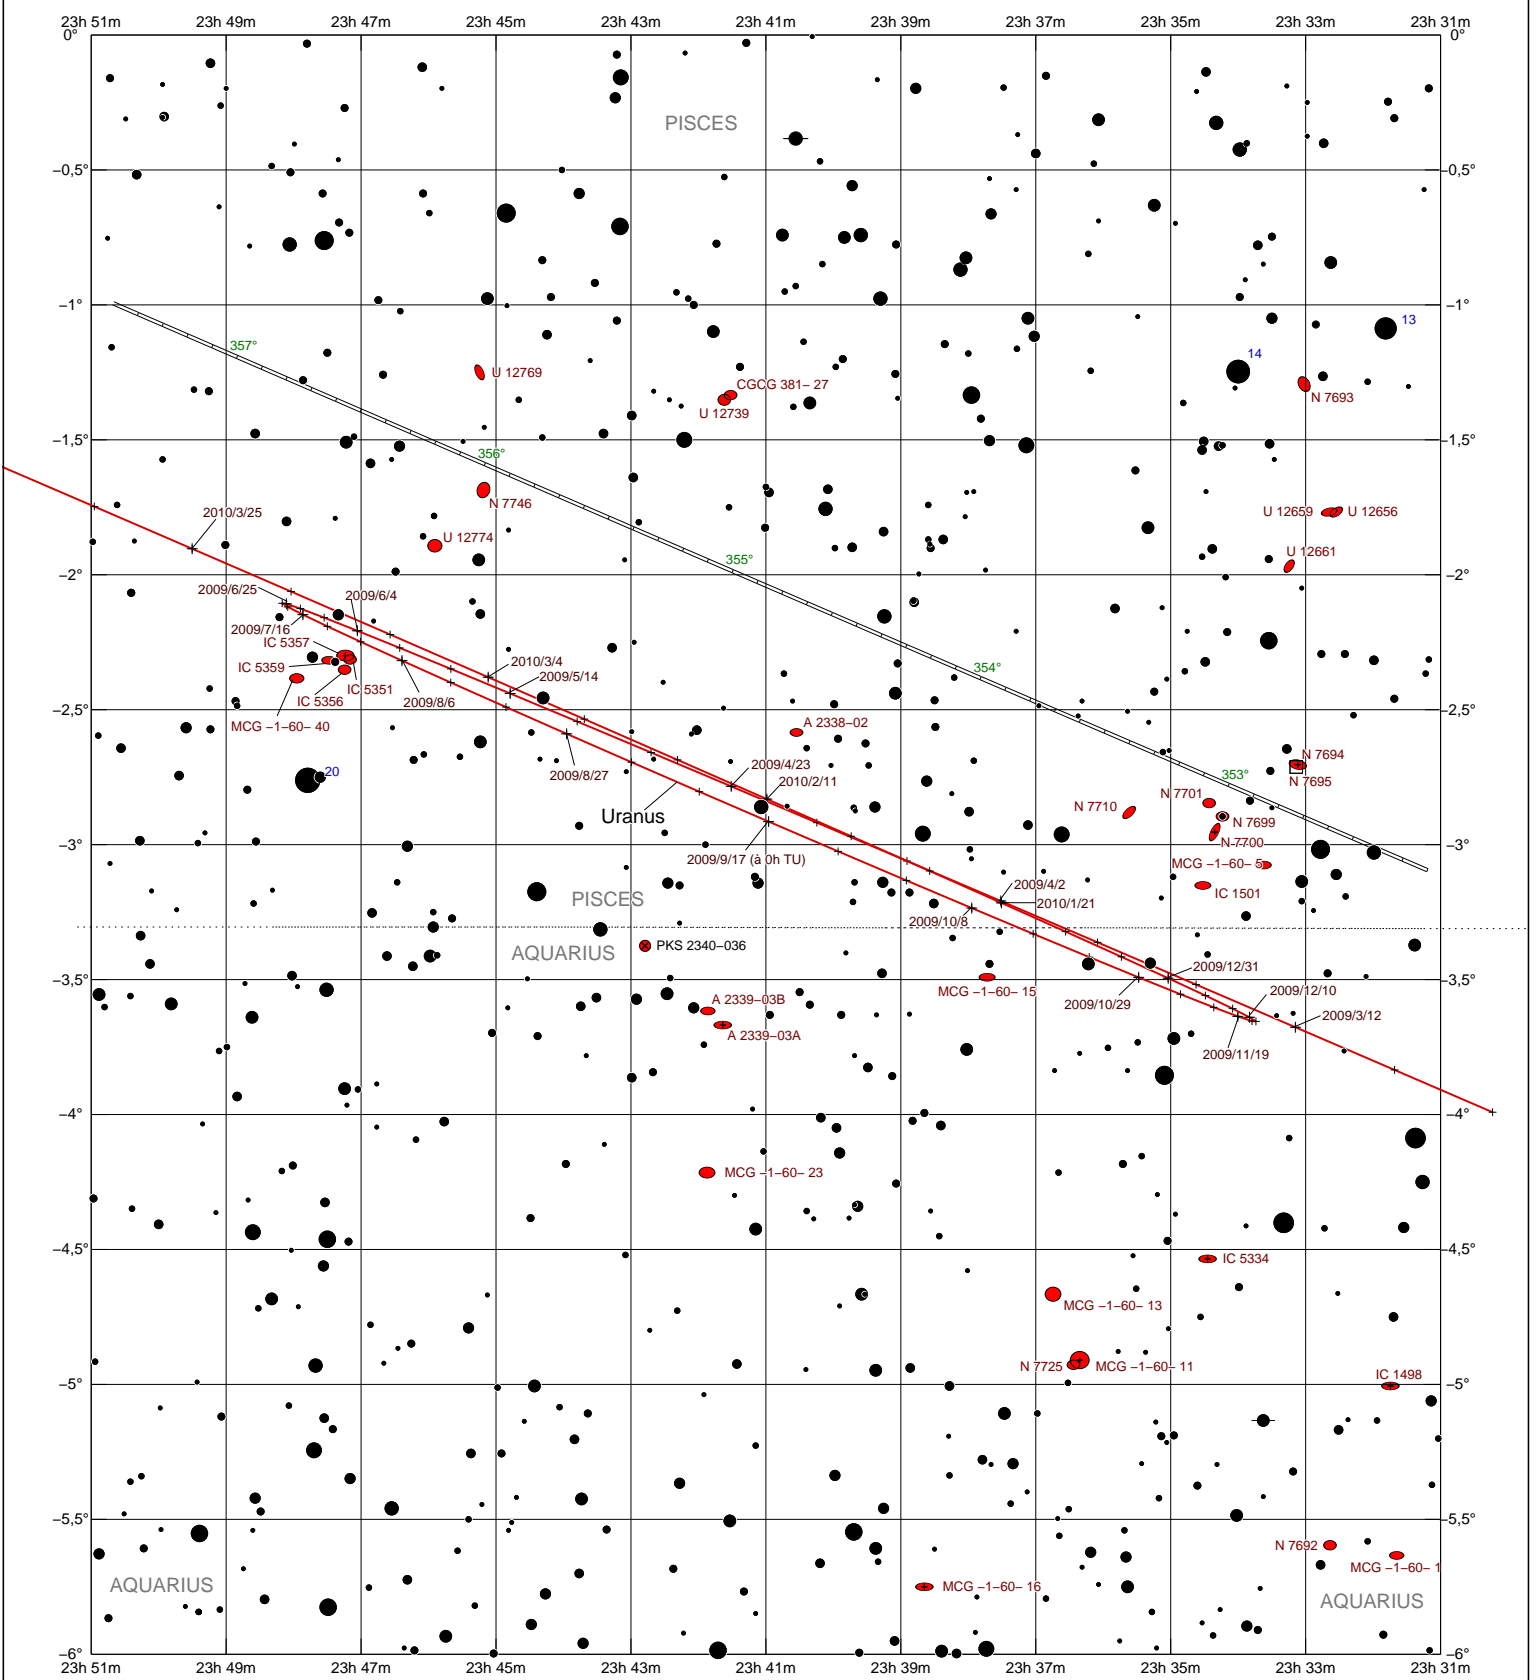 23h 51m 23h 49m 23h 47m 23h 45m 23h 43m 23h 41m 23h 39m 23h 37m 23h 35m 23h 33m 23h 31m
0° 0°
PISCES
−0,5° −0,5°
−1° −1°
13
357°
14
U 12769
CGCG 381− 27
N 7693
U 12739
−1,5° −1,5°
356°
N 7746
2010/3/25
U 12659 U 12656
U 12774
U 12661
355°
−2° −2°
2009/6/25
2009/6/4
2009/7/16
IC 5357
2010/3/4
IC 5359
354°
2009/5/14
IC 5351
IC 5356
2009/8/6
−2,5° −2,5°
MCG −1−60− 40
A 2338−02
N 7694
2009/4/23
20
2009/8/27
353°
2010/2/11
N 7695
N 7701
N 7710
Uranus
N 7699
N 7700
−3° −3°
2009/9/17 (à 0h TU)
MCG −1−60− 5
2009/4/2
IC 1501
PISCES
2010/1/21
2009/10/8
PKS 2340−036
AQUARIUS
2009/12/31
−3,5° −3,5°
MCG −1−60− 15
2009/12/10
A 2339−03B
2009/10/29
2009/3/12
A 2339−03A
2009/11/19
−4° −4°
MCG −1−60− 23
−4,5° −4,5°
IC 5334
MCG −1−60− 13
N 7725 MCG −1−60− 11
IC 1498
−5° −5°
−5,5° −5,5°
N 7692
MCG −1−60− 1
AQUARIUS
MCG −1−60− 16
AQUARIUS
−6° −6°
23h 51m 23h 49m 23h 47m 23h 45m 23h 43m 23h 41m 23h 39m 23h 37m 23h 35m 23h 33m 23h 31m